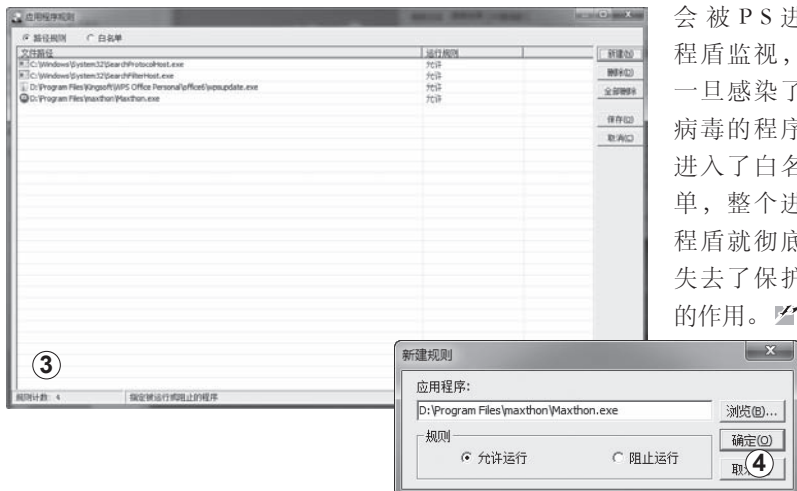 应用程序规则
路径规则 白名单
文件路径 运行规则
C:\Windows\System32\SearchProtocolHost.exe 允许
C:\Windows\System32\SearchFilterHost.exe 允许
D:\Program Files\Kingsoft\WPS Office Personal\office6\wpsupdate.exe 允许
D:\Program Files\maxthon\Maxthon.exe 允许
新建(N)
删除(D)
全部删除
保存(S)
取消(C)
③
规则计数: 4 指定被运行或阻止的程序
会被PS进
程盾监视，
一旦感染了
病毒的程序
进入了白名
单，整个进
程盾就彻底
失去了保护
的作用。
新建规则
应用程序:
D:\Program Files\maxthon\Maxthon.exe 浏览(B)...
规则
允许运行 阻止运行
确定(O)
④